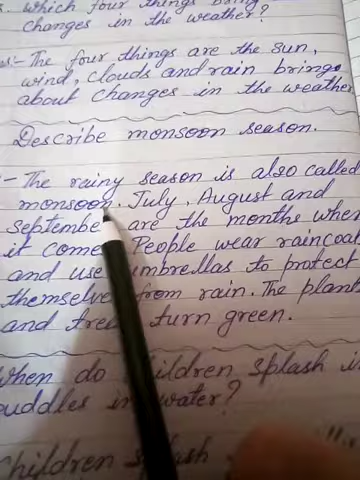 which four things bring
changes in the weather?
Ans:- The four things are the sun,
wind, clouds and rain brings
about changes in the weather
Describe monsoon season.
:- The rainy season is also called
monsoon. July, August and
September are the months when
it comes People wear raincoat
and use umbrellas to protect
themselves from rain. The plant
and trees turn green.
When do children splash in
puddles in water?
Children splash